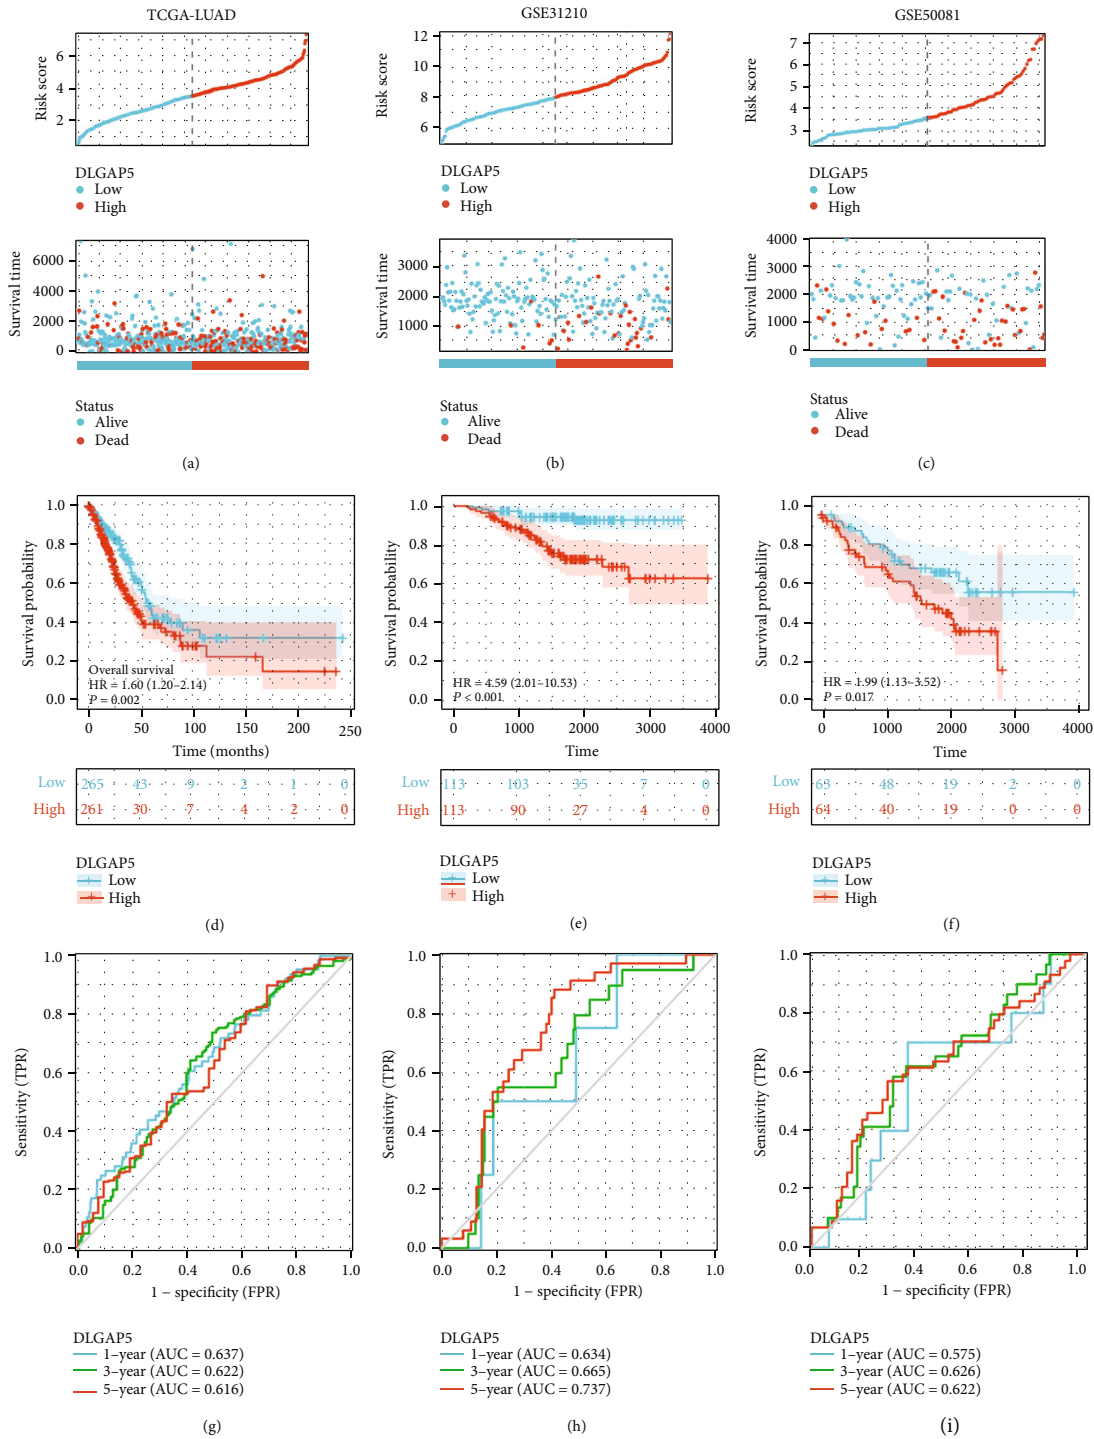 TCGA-LUAD
Risk score
6
4
2
DLGAP5
Low
High
Survival time
6000
4000
2000
0
Status
Alive
Dead
(a)
GSE31210
Risk score
12
10
8
6
DLGAP5
Low
High
Survival time
3000
2000
1000
Status
Alive
Dead
(b)
GSE50081
Risk score
7
6
5
4
3
DLGAP5
Low
High
Survival time
4000
3000
2000
1000
0
Status
Alive
Dead
(c)
Survival probability
1.0
0.8
0.6
0.4
0.2
0.0
Overall survival
HR = 1.60 (1.20–2.14)
P = 0.002
0 50 100 150 200 250
Time (months)
Low 265 43 9 2 1 0
High 261 30 7 4 2 0
DLGAP5
Low
High
(d)
Survival probability
1.0
0.8
0.6
0.4
0.2
0.0
HR = 4.59 (2.01–10.53)
P < 0.001
0 1000 2000 3000 4000
Time
Low 113 103 35 7 0
High 113 90 27 4 0
DLGAP5
Low
High
(e)
Survival probability
1.0
0.8
0.6
0.4
0.2
0.0
HR = 1.99 (1.13–3.52)
P = 0.017
0 1000 2000 3000 4000
Time
Low 63 48 19 2 0
High 64 40 19 0 0
DLGAP5
Low
High
(f)
Sensitivity (TPR)
1.0
0.8
0.6
0.4
0.2
0.0
0.0 0.2 0.4 0.6 0.8 1.0
1 − specificity (FPR)
DLGAP5
1–year (AUC = 0.637)
3–year (AUC = 0.622)
5–year (AUC = 0.616)
(g)
Sensitivity (TPR)
1.0
0.8
0.6
0.4
0.2
0.0
0.0 0.2 0.4 0.6 0.8 1.0
1 − specificity (FPR)
DLGAP5
1–year (AUC = 0.634)
3–year (AUC = 0.665)
5–year (AUC = 0.737)
(h)
Sensitivity (TPR)
1.0
0.8
0.6
0.4
0.2
0.0
0.0 0.2 0.4 0.6 0.8 1.0
1 − specificity (FPR)
DLGAP5
1–year (AUC = 0.575)
3–year (AUC = 0.626)
5–year (AUC = 0.622)
(i)